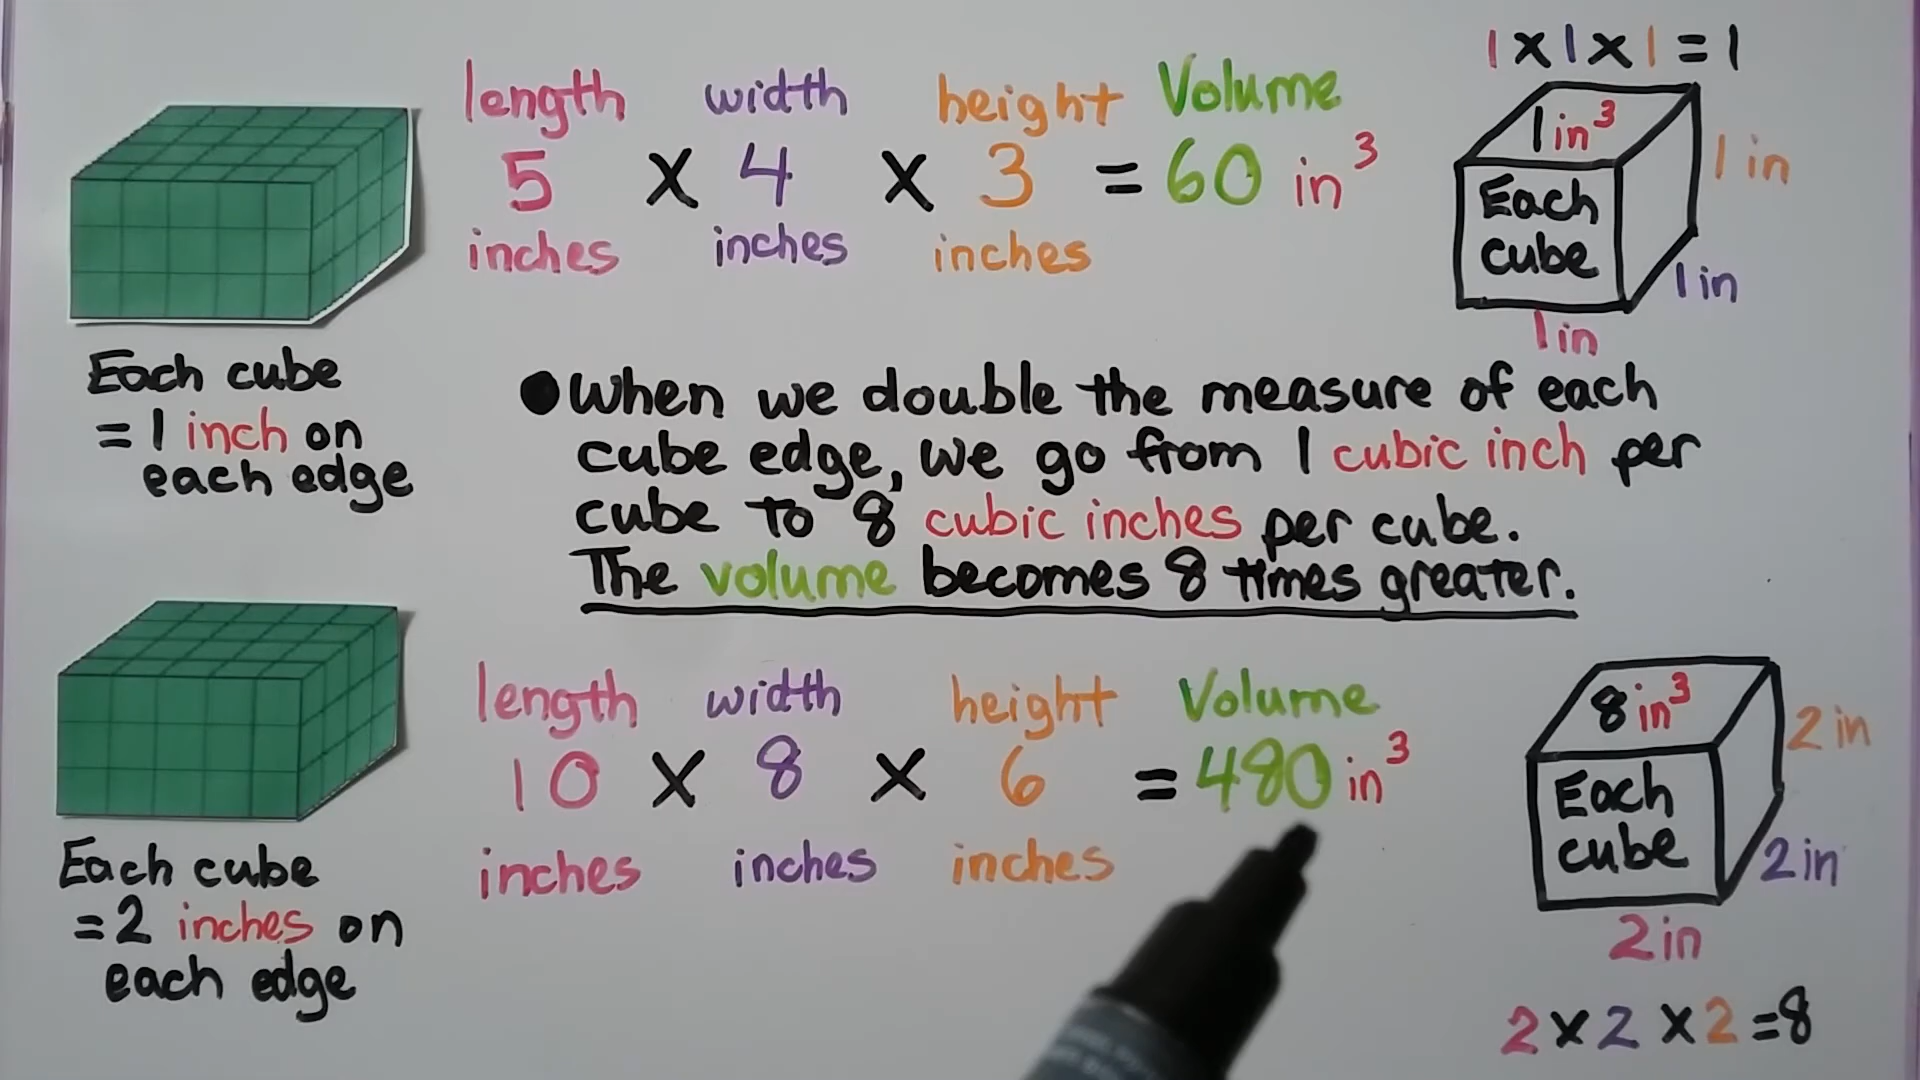 1 x 1 x 1 = 1
length width height Volume
5 x 4 x 3 = 60 in³
inches inches inches
1 in³
Each
cube
1 in
1 in
1 in
Each cube
= 1 inch on
each edge
● When we double the measure of each
cube edge, we go from 1 cubic inch per
cube to 8 cubic inches per cube.
The volume becomes 8 times greater.
length width height Volume
10 x 8 x 6 = 480 in³
inches inches inches
8 in³
Each
cube
2 in
2 in
2 in
2 x 2 x 2 = 8
Each cube
= 2 inches on
each edge